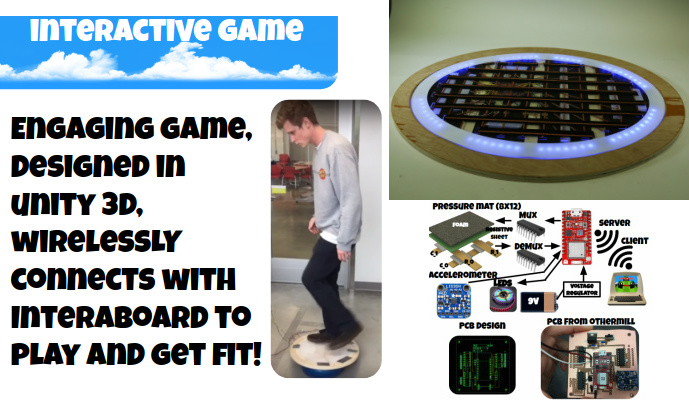 Interactive Game
Engaging game,
designed in
unity 3D,
wirelessly
connects with
Interaboard to
play and get fit!
Pressure mat (8x12)
Foam
Resistive
sheet
Mux
DeMux
Server
Client
Accelerometer
LEDs
9V
Voltage
Regulator
PCB Design
PCB from Othermill